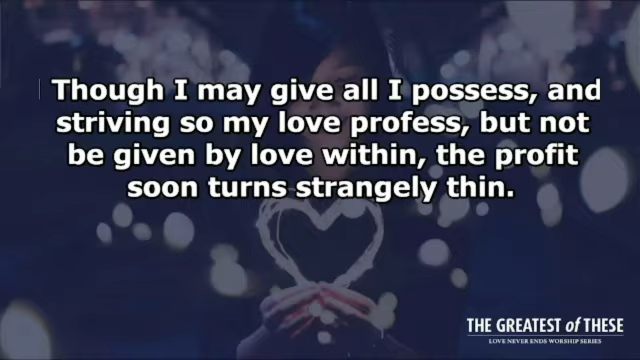 Though I may give all I possess, and
striving so my love profess, but not
be given by love within, the profit
soon turns strangely thin.
THE GREATEST of THESE
LOVE NEVER ENDS WORSHIP SERIES